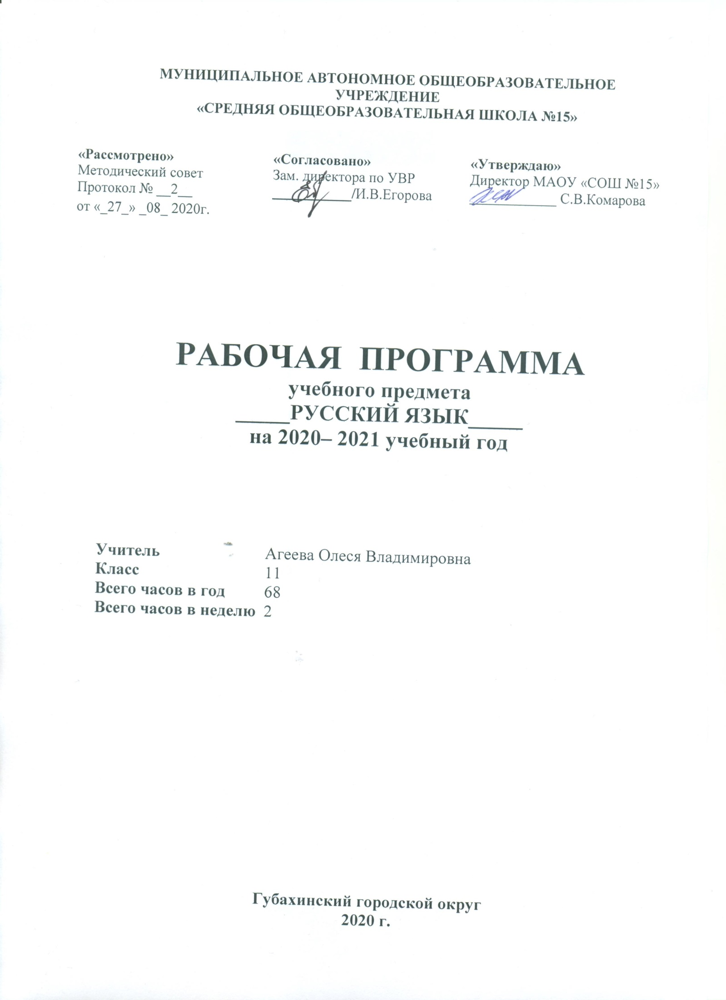 МУНИЦИПАЛЬНОЕ АВТОНОМНОЕ ОБЩЕОБРАЗОВАТЕЛЬНОЕ
УЧРЕЖДЕНИЕ
«СРЕДНЯЯ ОБЩЕОБРАЗОВАТЕЛЬНАЯ ШКОЛА №15»
«Рассмотрено»
Методический совет
Протокол № __2__
от «_27_» _08_ 2020г.
«Согласовано»
Зам. директора по УВР
___________/И.В.Егорова
«Утверждаю»
Директор МАОУ «СОШ №15»
____________ С.В.Комарова
РАБОЧАЯ ПРОГРАММА
учебного предмета
_____РУССКИЙ ЯЗЫК_____
на 2020– 2021 учебный год
Учитель Агеева Олеся Владимировна
Класс 11
Всего часов в год 68
Всего часов в неделю 2
Губахинский городской округ
2020 г.